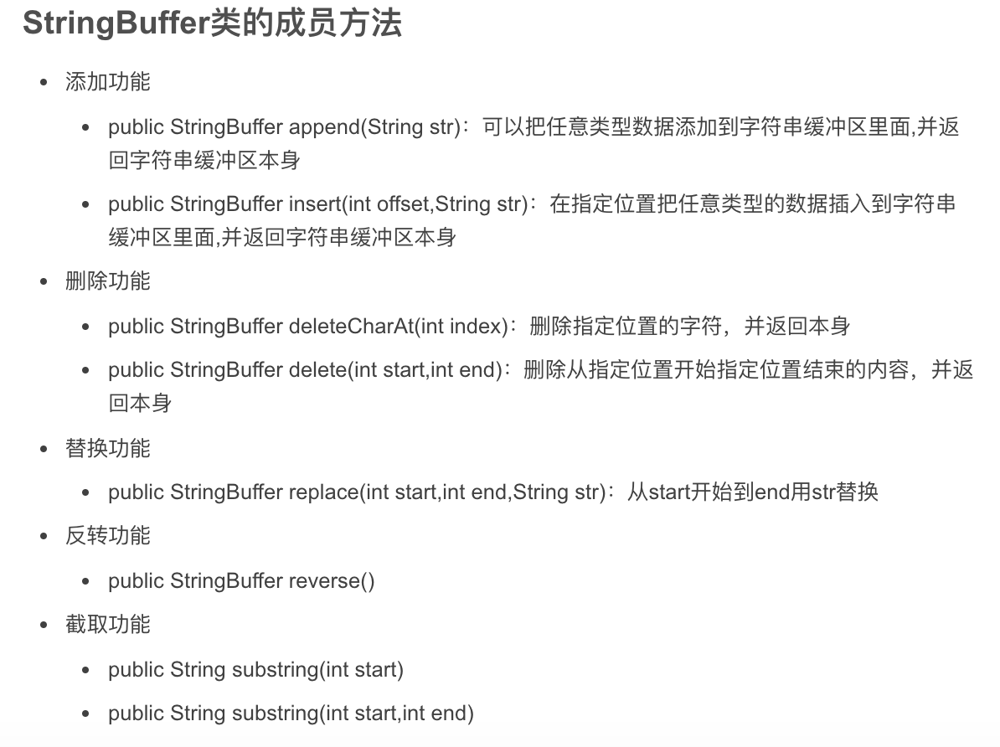 StringBuffer类的成员方法
添加功能
public StringBuffer append(String str)：可以把任意类型数据添加到字符串缓冲区里面,并返
回字符串缓冲区本身
public StringBuffer insert(int offset,String str)：在指定位置把任意类型的数据插入到字符串
缓冲区里面,并返回字符串缓冲区本身
删除功能
public StringBuffer deleteCharAt(int index)：删除指定位置的字符，并返回本身
public StringBuffer delete(int start,int end)：删除从指定位置开始指定位置结束的内容，并返
回本身
替换功能
public StringBuffer replace(int start,int end,String str)：从start开始到end用str替换
反转功能
public StringBuffer reverse()
截取功能
public String substring(int start)
public String substring(int start,int end)